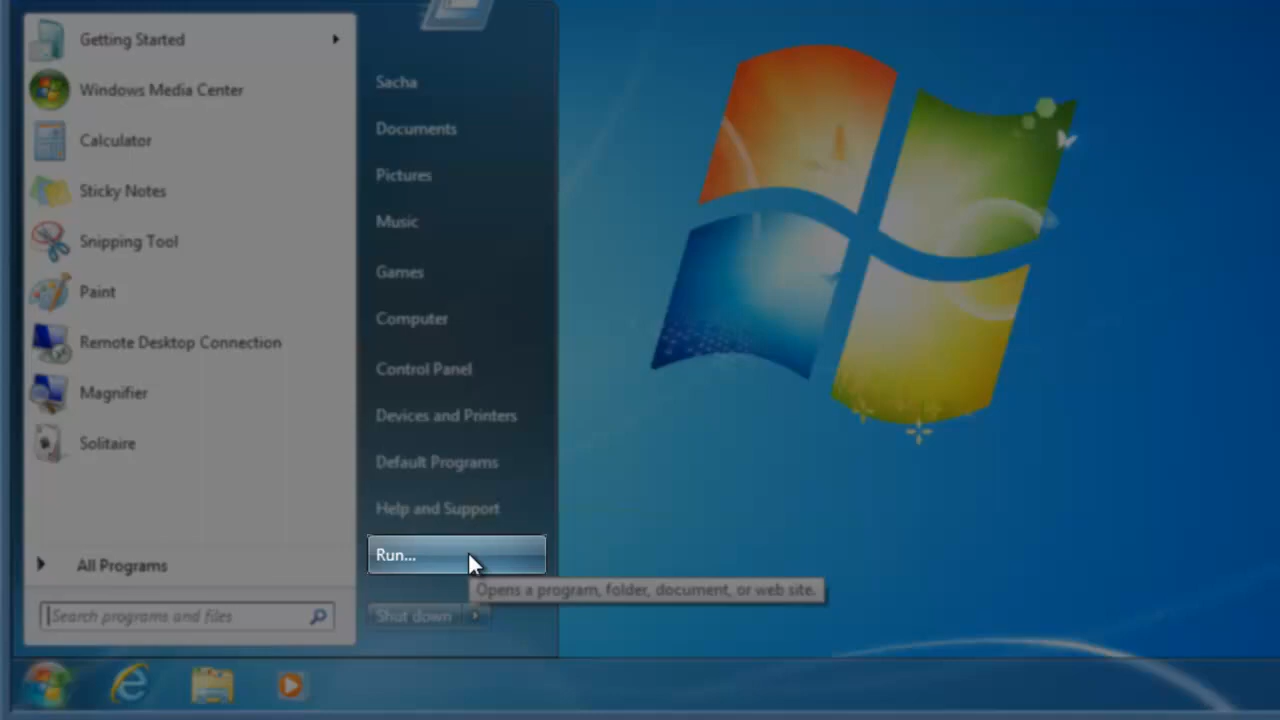 Getting Started
Windows Media Center
Calculator
Sticky Notes
Snipping Tool
Paint
Remote Desktop Connection
Magnifier
Solitaire
All Programs
Search programs and files
Sacha
Documents
Pictures
Music
Games
Computer
Control Panel
Devices and Printers
Default Programs
Help and Support
Run...
Opens a program, folder, document, or web site.
Shut down